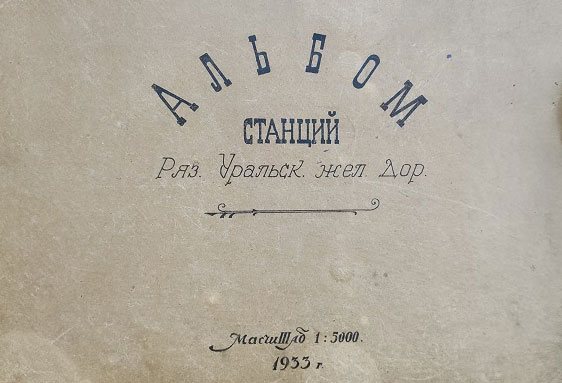 АЛЬБОМ
СТАНЦИЙ
Ряз. Уральск. жел. Дор.
Масштаб 1:5000.
1933 г.